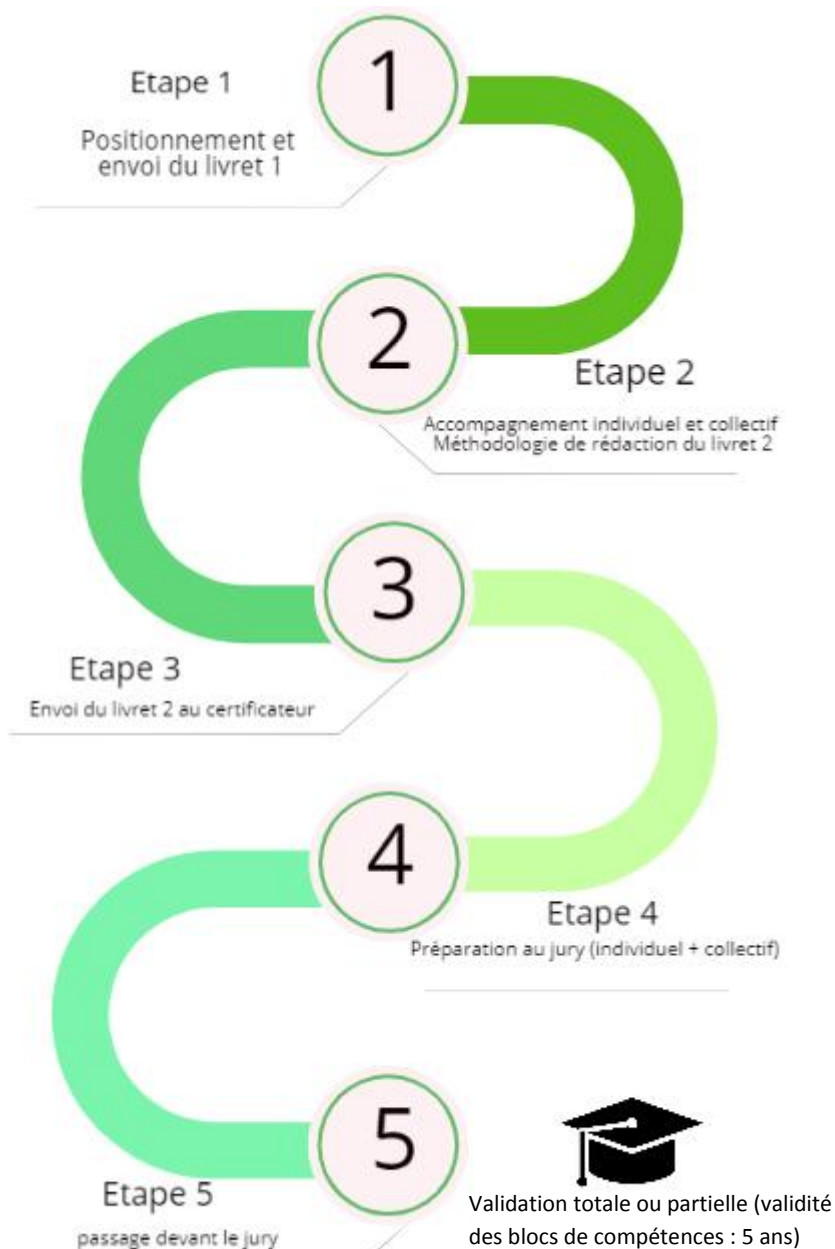 1
Etape 1
Positionnement et
envoi du livret 1
2
Etape 2
Accompagnement individuel et collectif
Méthodologie de rédaction du livret 2
3
Etape 3
Envoi du livret 2 au certificateur
4
Etape 4
Préparation au jury (individuel + collectif)
5
Etape 5
passage devant le jury
Validation totale ou partielle (validité
des blocs de compétences : 5 ans)